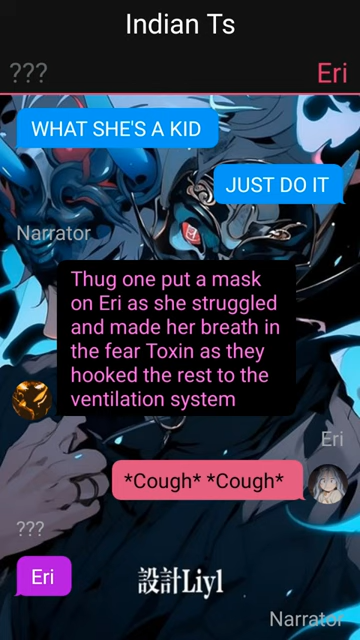 Indian Ts
???
Eri
WHAT SHE'S A KID
JUST DO IT
Narrator
Thug one put a mask
on Eri as she struggled
and made her breath in
the fear Toxin as they
hooked the rest to the
ventilation system
Eri
*Cough* *Cough*
???
Eri
設計Liyl
Narrator